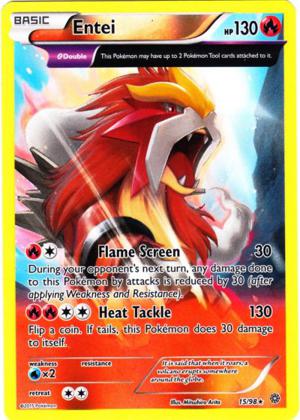 BASIC
Entei
HP 130
Double
This Pokémon may have up to 2 Pokémon Tool cards attached to it.
Flame Screen 30
During your opponent's next turn, any damage done
to this Pokémon by attacks is reduced by 30 (after
applying Weakness and Resistance).
Heat Tackle 130
Flip a coin. If tails, this Pokémon does 30 damage
to itself.
weakness
×2
resistance
retreat
It is said that when it roars, a
volcano erupts somewhere
around the globe.
©2015 Pokémon
Illus. Mitsuhiro Arita
15/98 ★